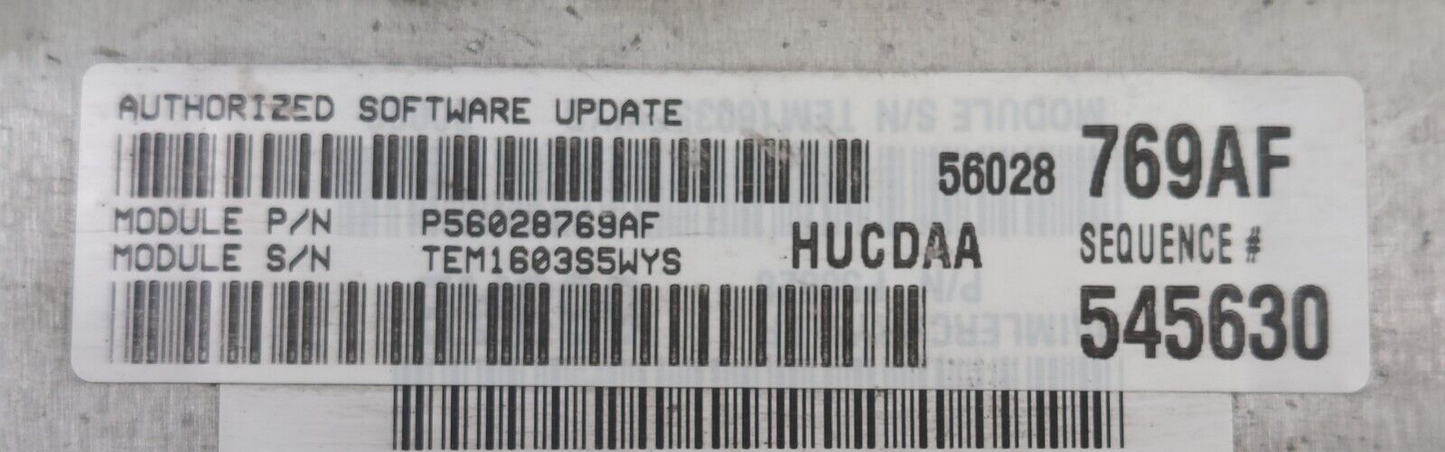 AUTHORIZED SOFTWARE UPDATE
56028 769AF
MODULE P/N P56028769AF
MODULE S/N TEM1603S5WYS
HUCDAA
SEQUENCE #
545630